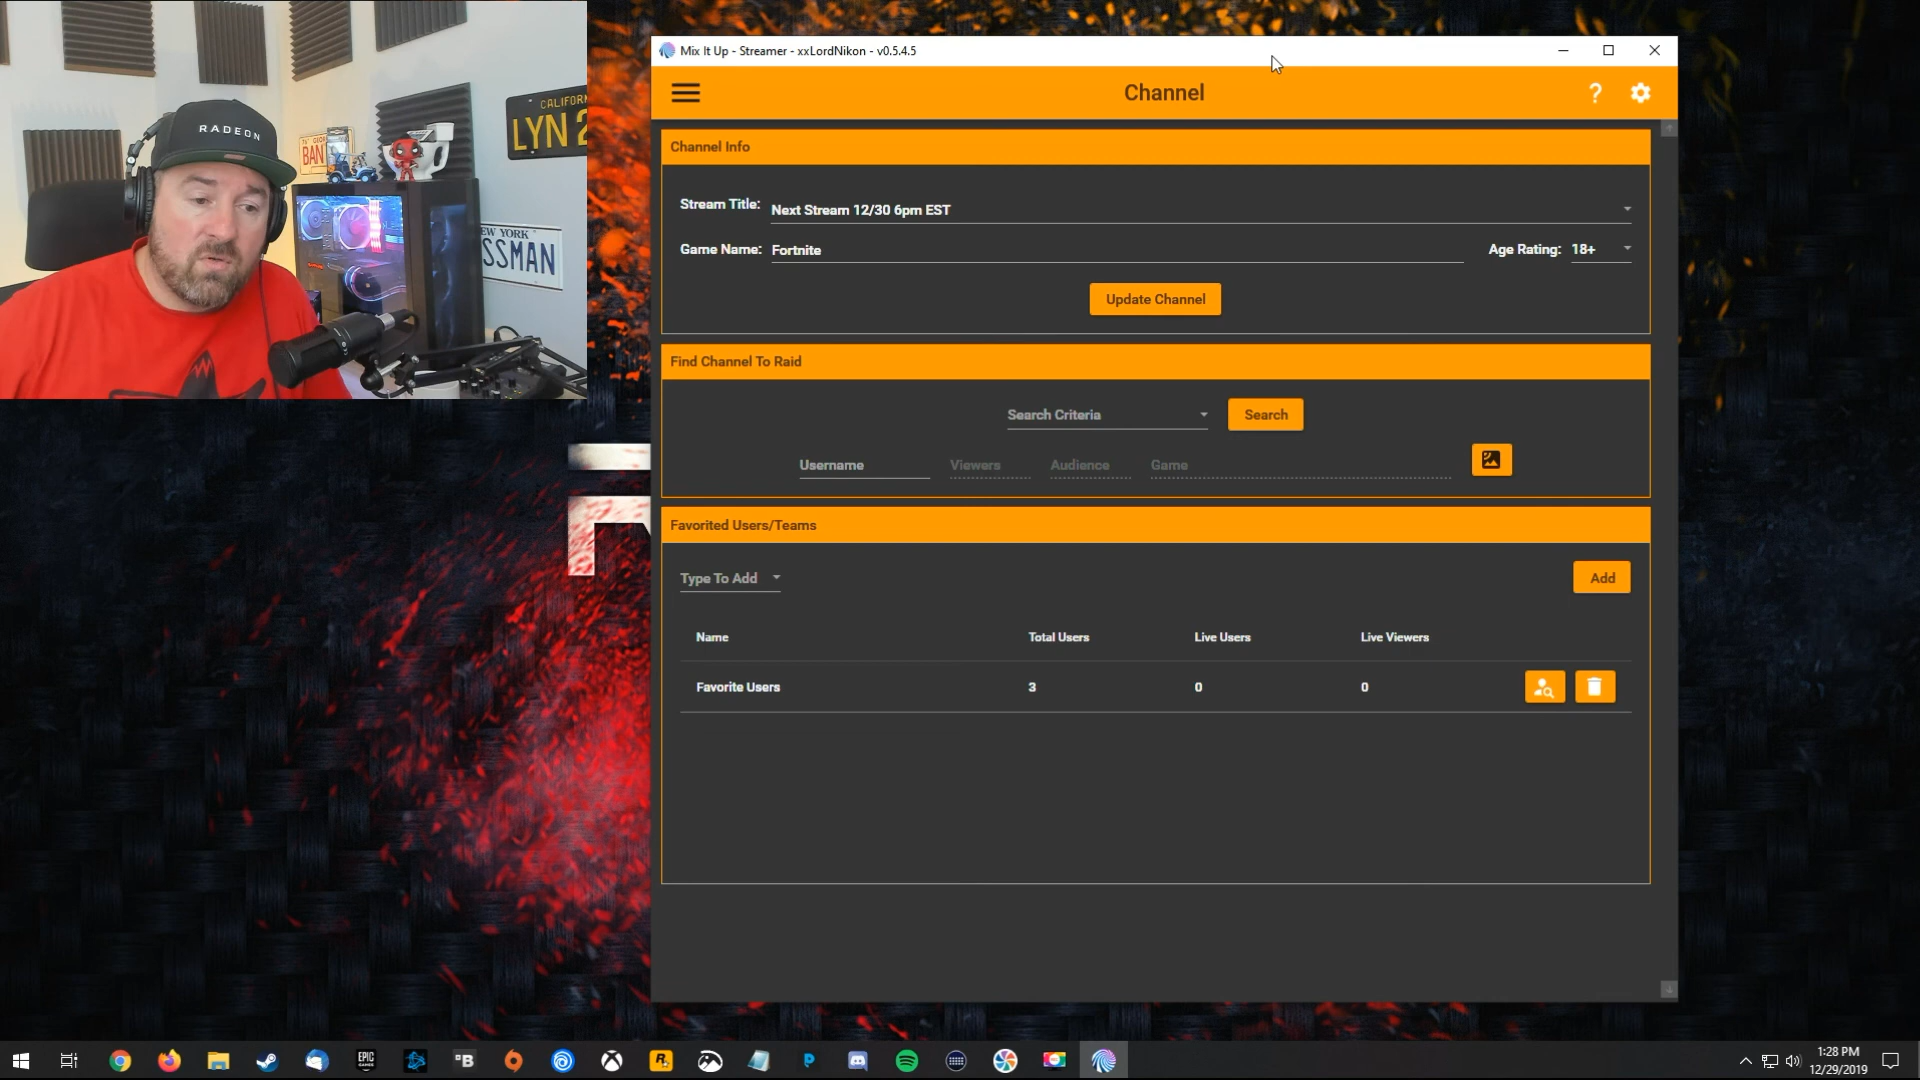 CALIFOR
LYN 2
RADEON
BAN
EW YORK
SSMAN
Mix It Up - Streamer - xxLordNikon - v0.5.4.5
Channel
?
Channel Info
Stream Title: Next Stream 12/30 6pm EST
Game Name: Fortnite Age Rating: 18+
Update Channel
Find Channel To Raid
Search Criteria Search
Username Viewers Audience Game
Favorited Users/Teams
Type To Add Add
Name Total Users Live Users Live Viewers
Favorite Users 3 0 0
EPIC
GAMES
B
R
1:28 PM
12/29/2019